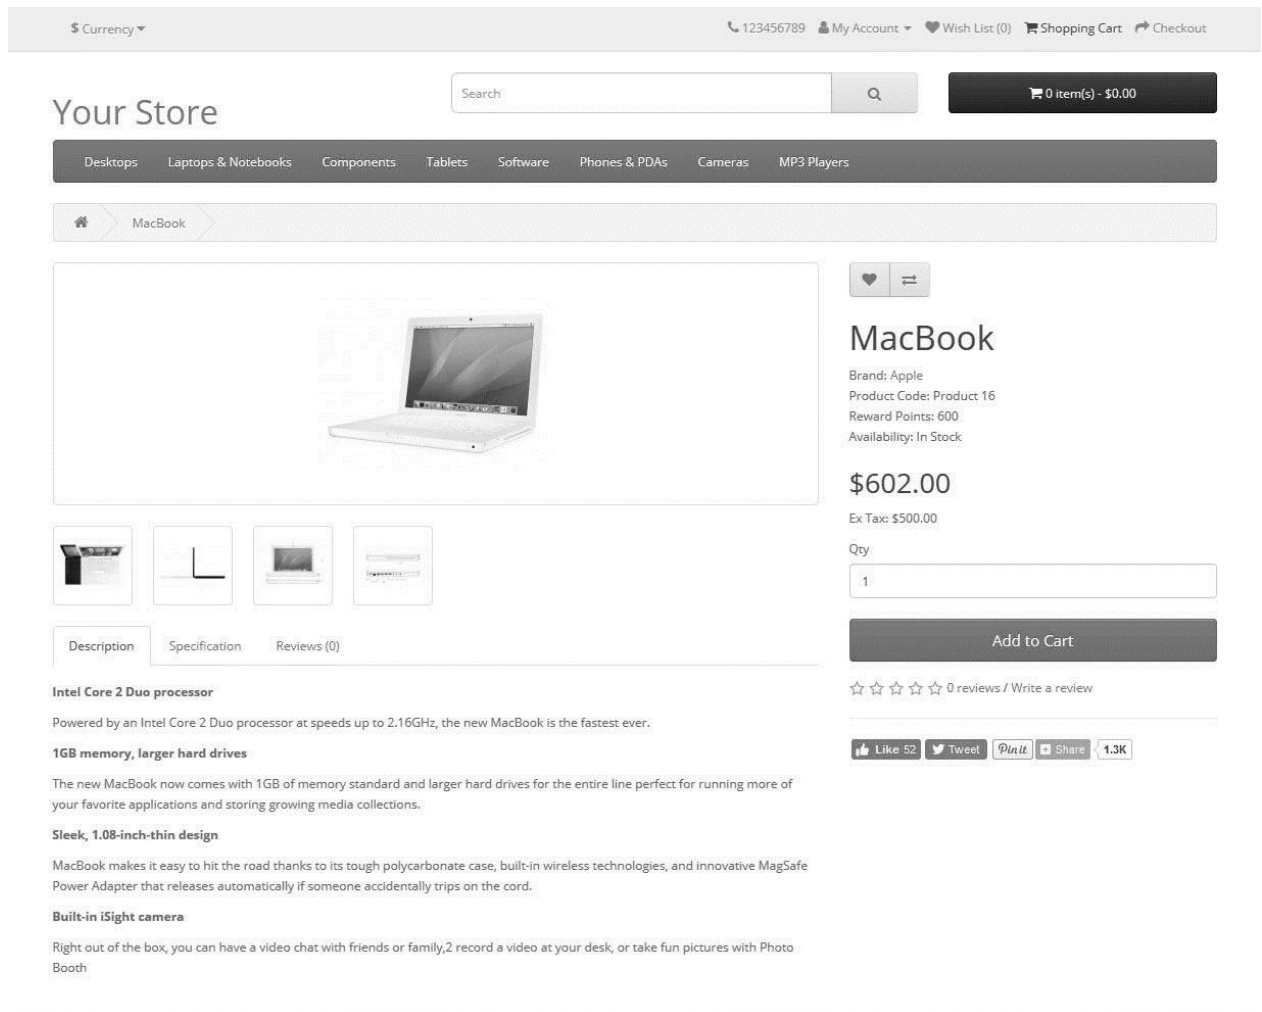 $ Currency
123456789 My Account Wish List (0) Shopping Cart Checkout
Your Store
Search
0 item(s) - $0.00
Desktops Laptops & Notebooks Components Tablets Software Phones & PDAs Cameras MP3 Players
MacBook
MacBook
Brand: Apple
Product Code: Product 16
Reward Points: 600
Availability: In Stock
$602.00
Ex Tax: $500.00
Qty
1
Add to Cart
0 reviews / Write a review
Like 52 Tweet Pinit Share 1.3K
Description Specification Reviews (0)
Intel Core 2 Duo processor
Powered by an Intel Core 2 Duo processor at speeds up to 2.16GHz, the new MacBook is the fastest ever.
1GB memory, larger hard drives
The new MacBook now comes with 1GB of memory standard and larger hard drives for the entire line perfect for running more of
your favorite applications and storing growing media collections.
Sleek, 1.08-inch-thin design
MacBook makes it easy to hit the road thanks to its tough polycarbonate case, built-in wireless technologies, and innovative MagSafe
Power Adapter that releases automatically if someone accidentally trips on the cord.
Built-in iSight camera
Right out of the box, you can have a video chat with friends or family,2 record a video at your desk, or take fun pictures with Photo
Booth